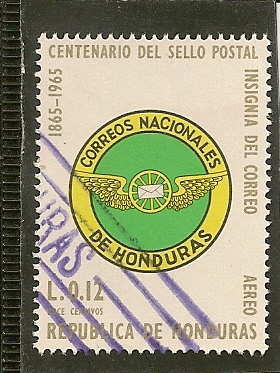 CENTENARIO DEL SELLO POSTAL
1865-1965
INSIGNIA DEL CORREO
AEREO
CORREOS NACIONALES
DE HONDURAS
L.0.12
DOCE CENTAVOS
REPUBLICA DE HONDURAS
URAS